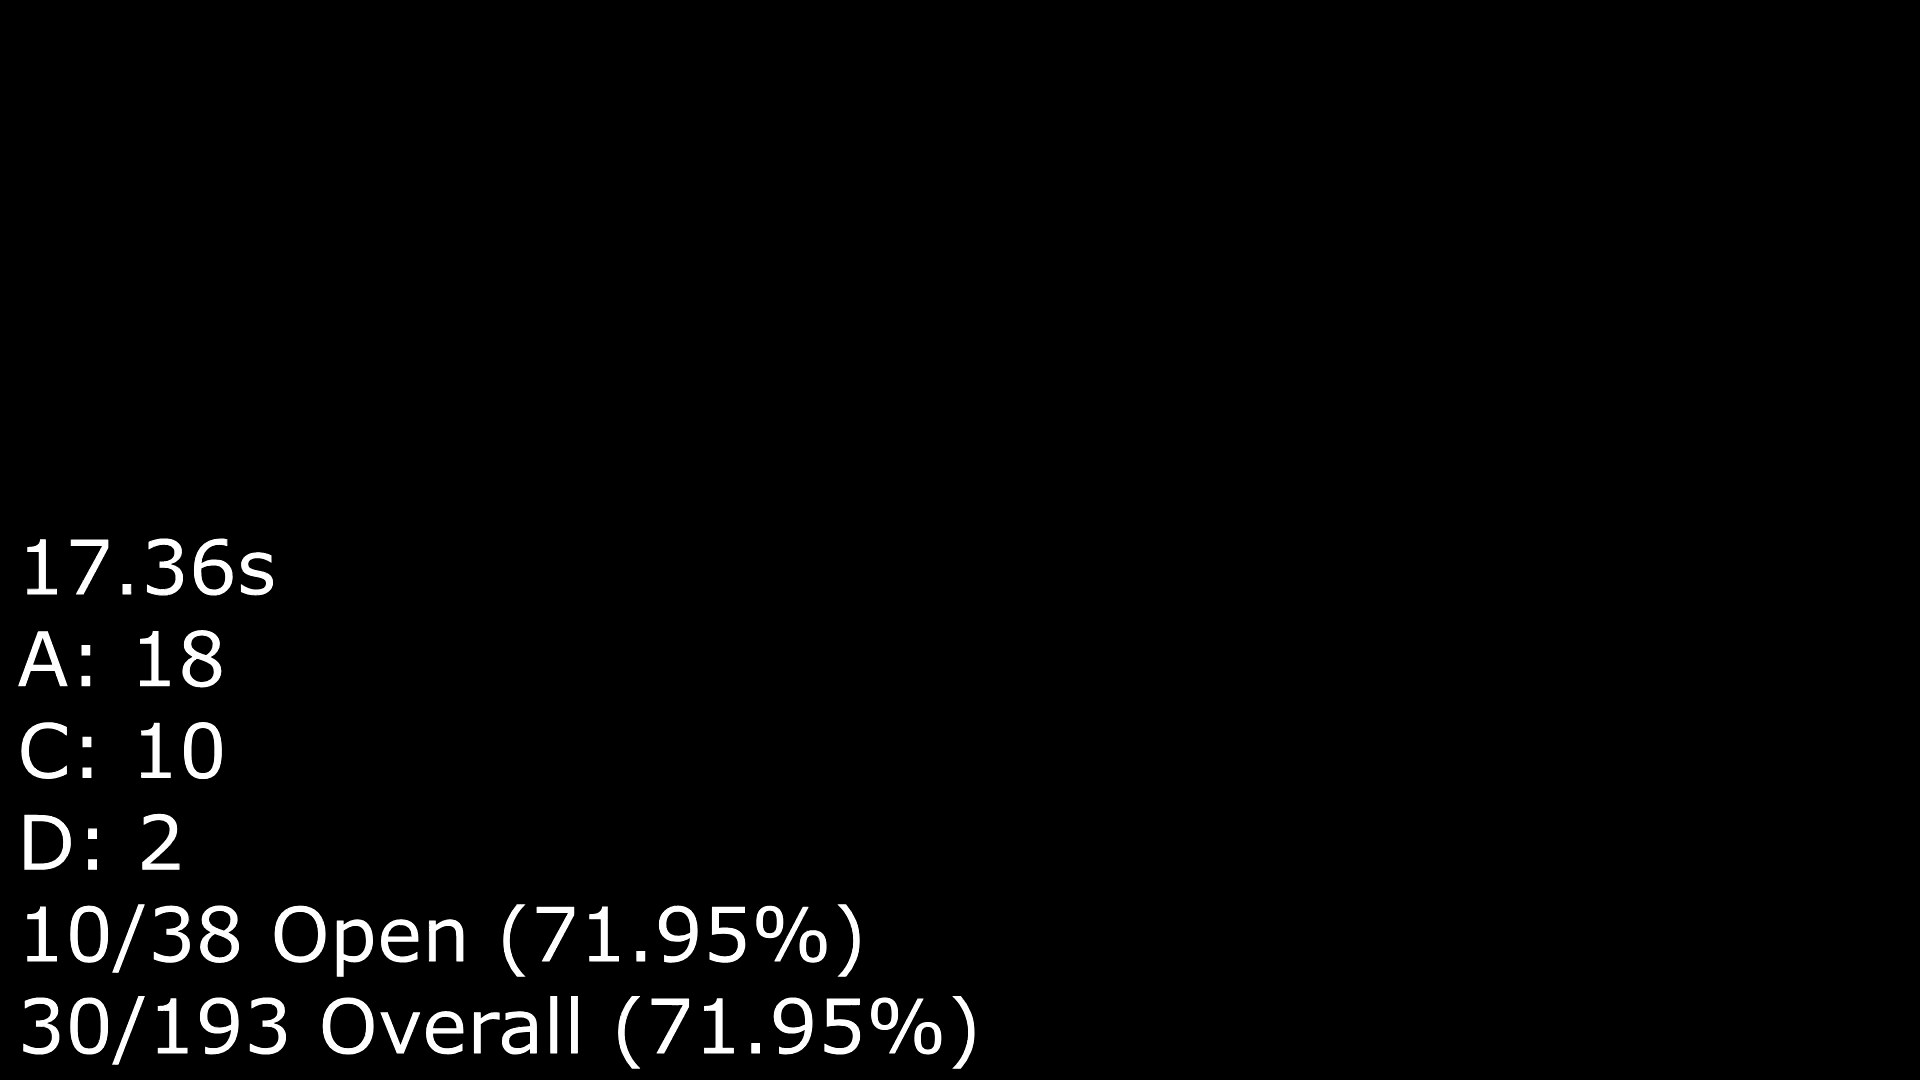 17.36s
A: 18
C: 10
D: 2
10/38 Open (71.95%)
30/193 Overall (71.95%)